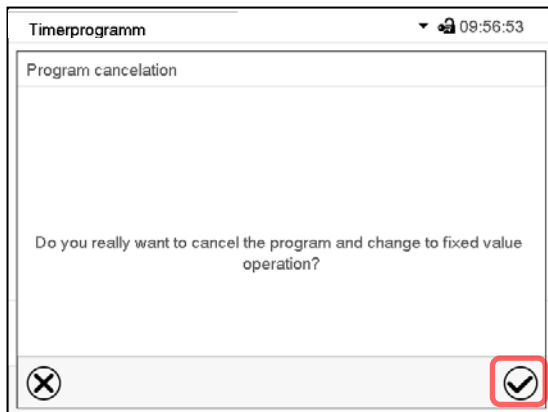 Timerprogramm
09:56:53
Program cancelation
Do you really want to cancel the program and change to fixed value
operation?